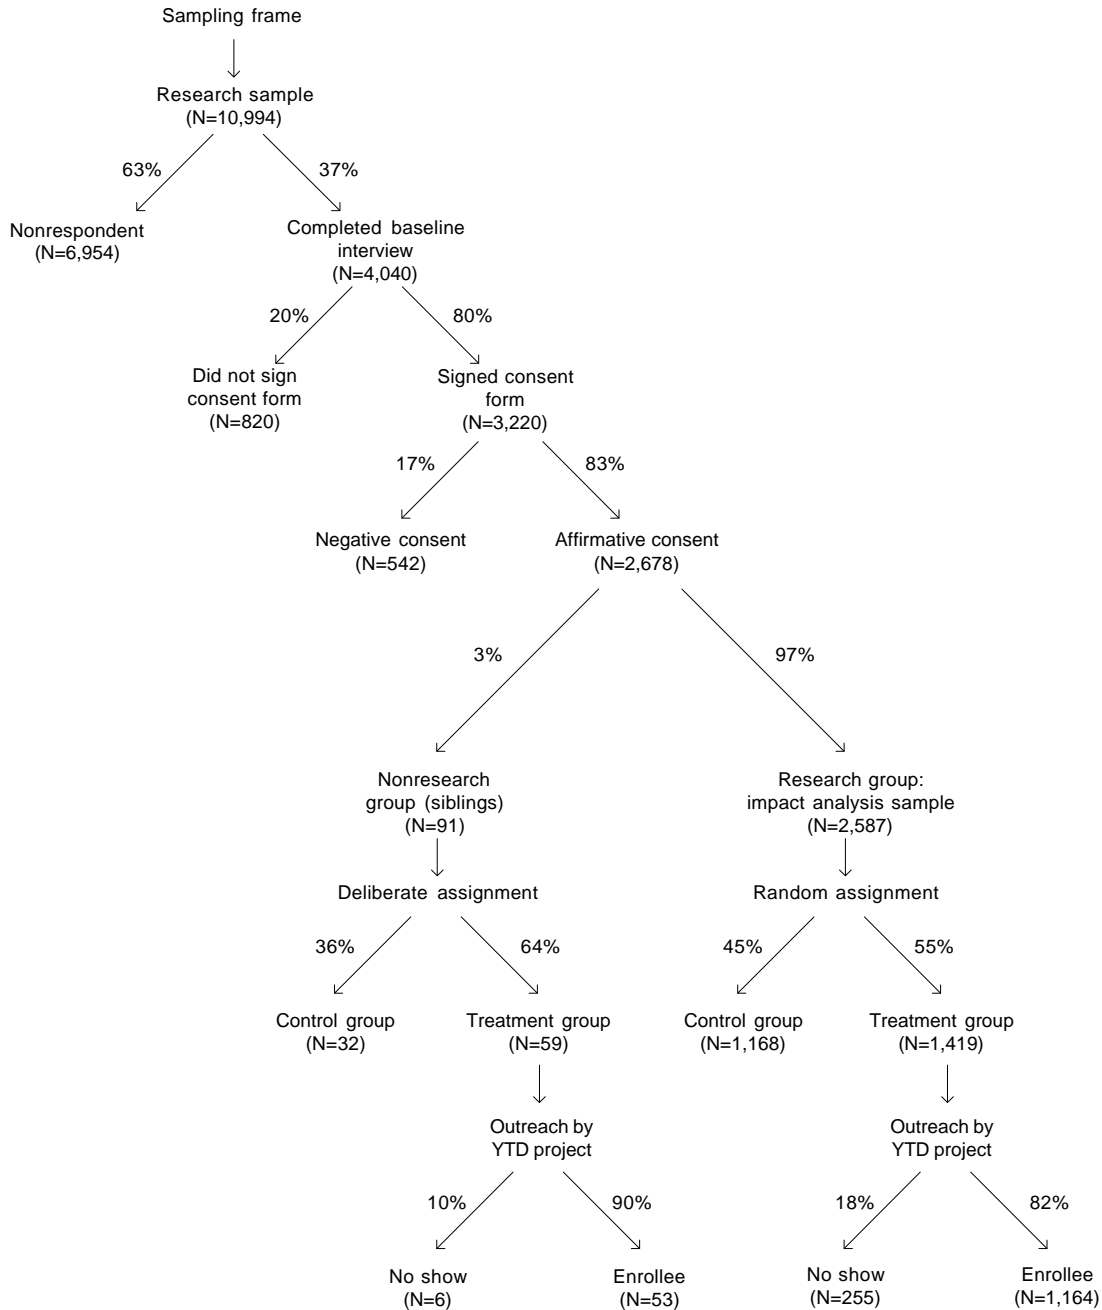 Sampling frame
Research sample
(N=10,994)
63%
37%
Nonrespondent
(N=6,954)
Completed baseline
interview
(N=4,040)
20%
80%
Did not sign
consent form
(N=820)
Signed consent
form
(N=3,220)
17%
83%
Negative consent
(N=542)
Affirmative consent
(N=2,678)
3%
97%
Nonresearch
group (siblings)
(N=91)
Research group:
impact analysis sample
(N=2,587)
Deliberate assignment
Random assignment
36%
64%
45%
55%
Control group
(N=32)
Treatment group
(N=59)
Control group
(N=1,168)
Treatment group
(N=1,419)
Outreach by
YTD project
Outreach by
YTD project
10%
90%
18%
82%
No show
(N=6)
Enrollee
(N=53)
No show
(N=255)
Enrollee
(N=1,164)